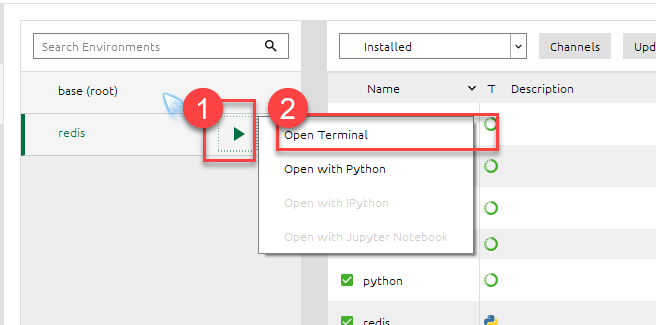 Search Environments
Installed
Channels
Upd
base (root)
Name
T
Description
1
2
redis
Open Terminal
Open with Python
Open with IPython
Open with Jupyter Notebook
python
redis